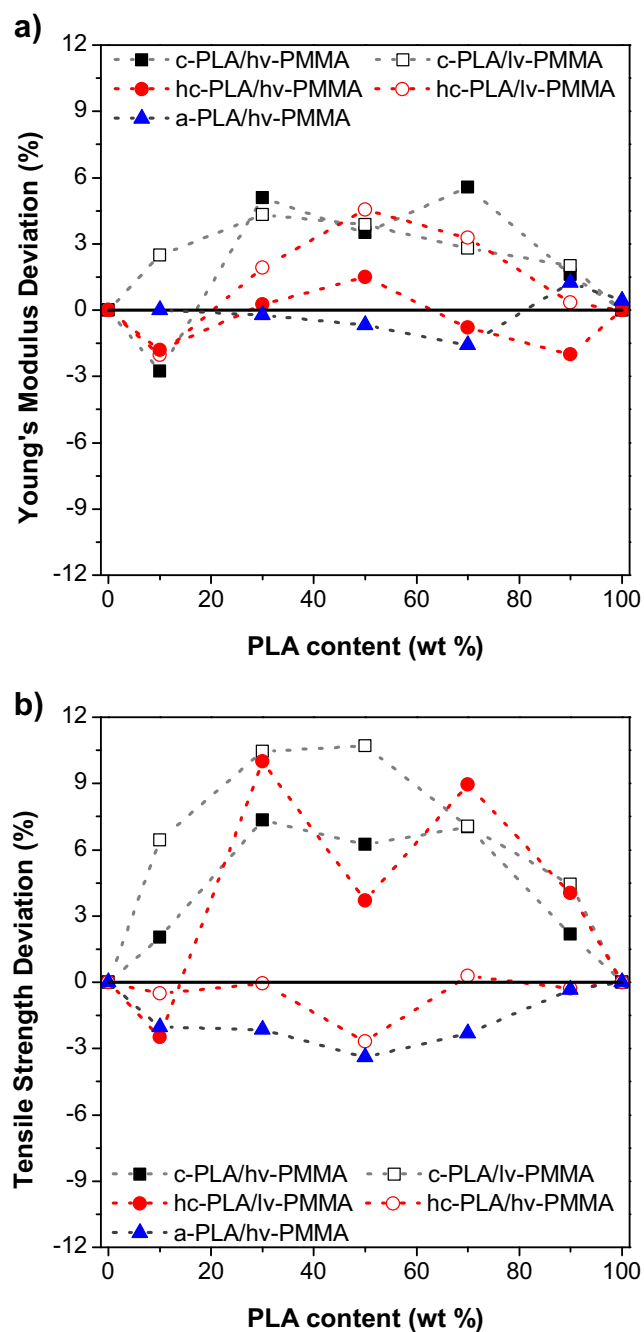 a)
12
9
6
3
0
-3
-6
-9
-12
Young's Modulus Deviation (%)
c-PLA/hv-PMMA c-PLA/lv-PMMA
hc-PLA/hv-PMMA hc-PLA/lv-PMMA
a-PLA/hv-PMMA
0 20 40 60 80 100
PLA content (wt %)
b)
12
9
6
3
0
-3
-6
-9
-12
Tensile Strength Deviation (%)
c-PLA/hv-PMMA c-PLA/lv-PMMA
hc-PLA/lv-PMMA hc-PLA/hv-PMMA
a-PLA/hv-PMMA
0 20 40 60 80 100
PLA content (wt %)